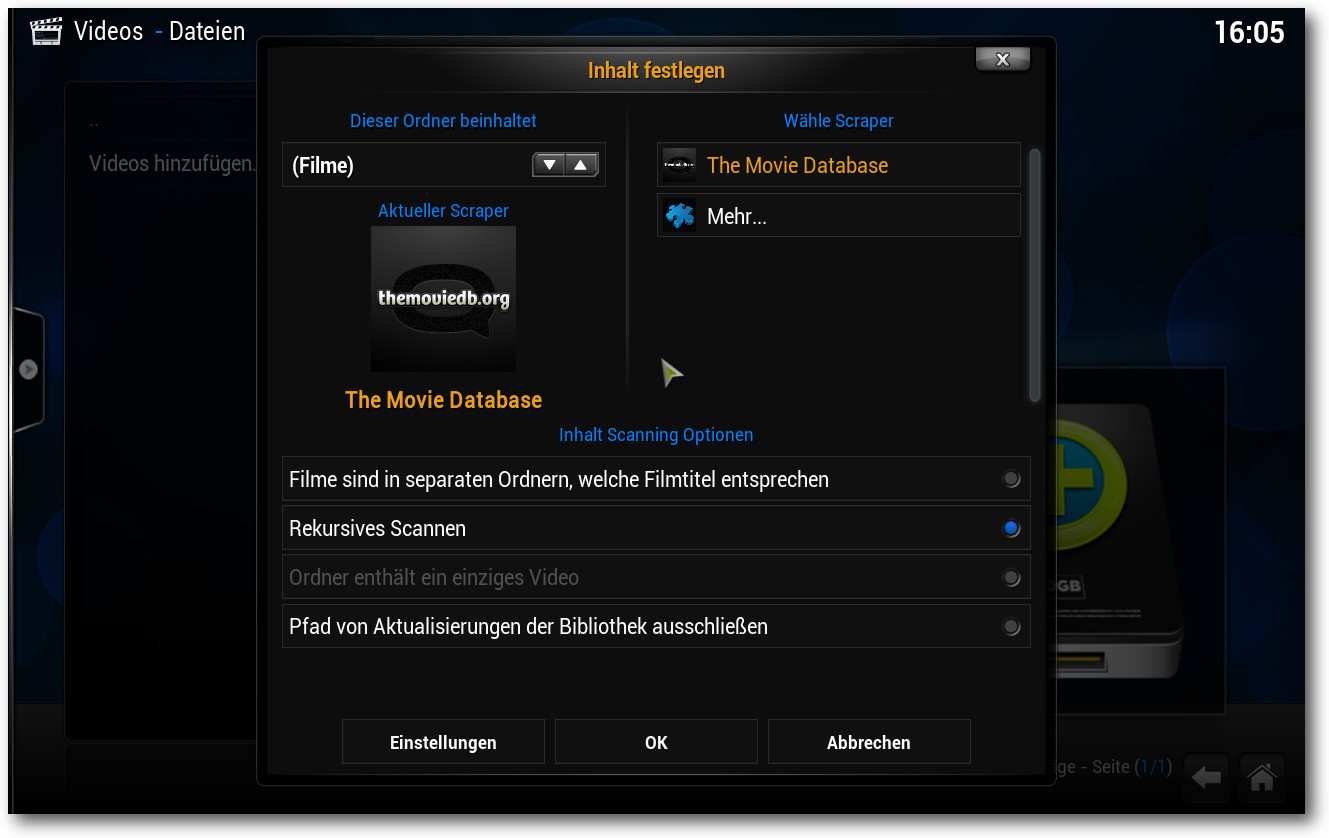 Videos - Dateien
16:05
Inhalt festlegen
X
..
Videos hinzufügen..
Dieser Ordner beinhaltet
Wähle Scraper
(Filme)
The Movie Database
Mehr...
Aktueller Scraper
themoviedb.org
The Movie Database
Inhalt Scanning Optionen
Filme sind in separaten Ordnern, welche Filmtitel entsprechen
Rekursives Scannen
Ordner enthält ein einziges Video
GB
Pfad von Aktualisierungen der Bibliothek ausschließen
Einstellungen
OK
Abbrechen
ge - Seite (1/1)